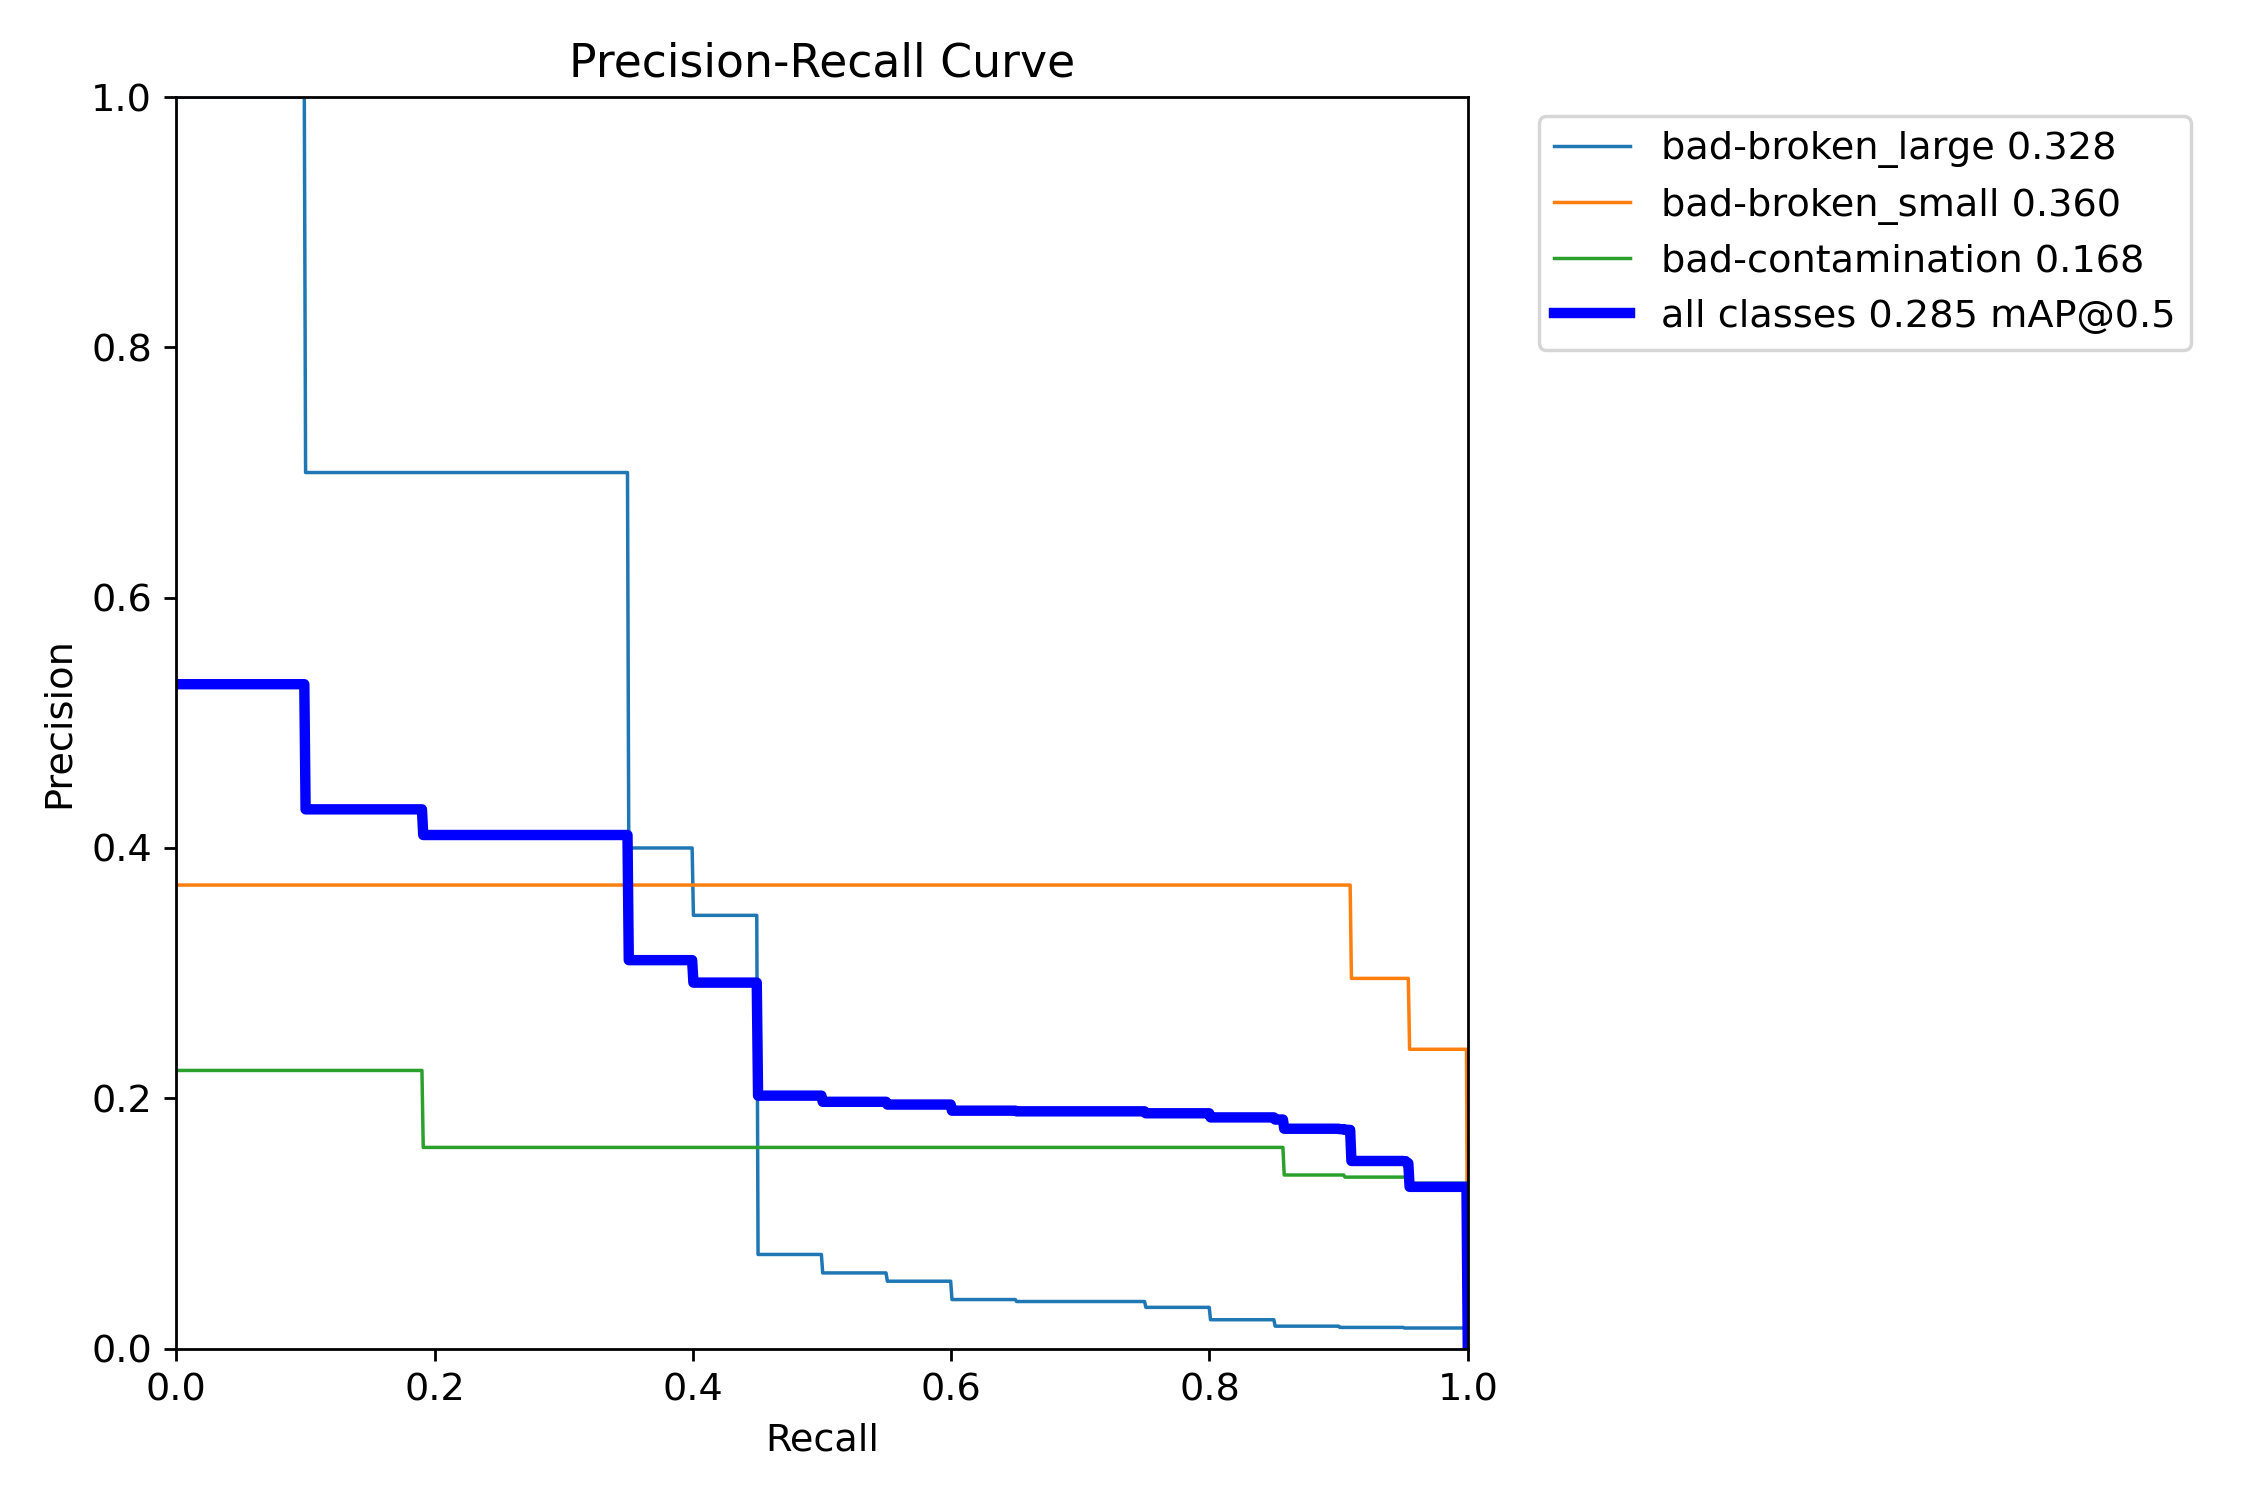 Precision-Recall Curve
1.0
0.8
0.6
0.4
0.2
0.0
Precision
0.0 0.2 0.4 0.6 0.8 1.0
Recall
bad-broken_large 0.328
bad-broken_small 0.360
bad-contamination 0.168
all classes 0.285 mAP@0.5